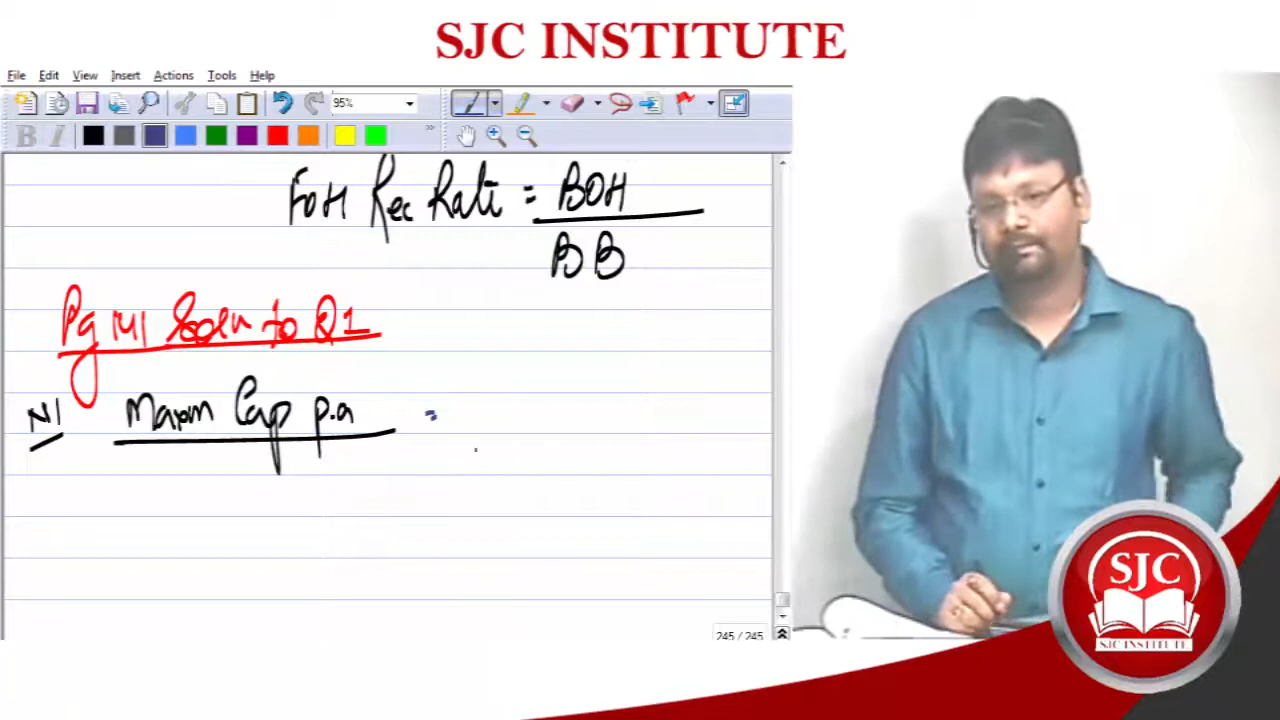 SJC INSTITUTE
File Edit View Insert Actions Tools Help
95%
B I
FOH Rec Rate = BOH
BB
Pg 141 Soln to Q1
N1 Maxm Cap p.a =
245 / 245
SJC
SJC INSTITUTE